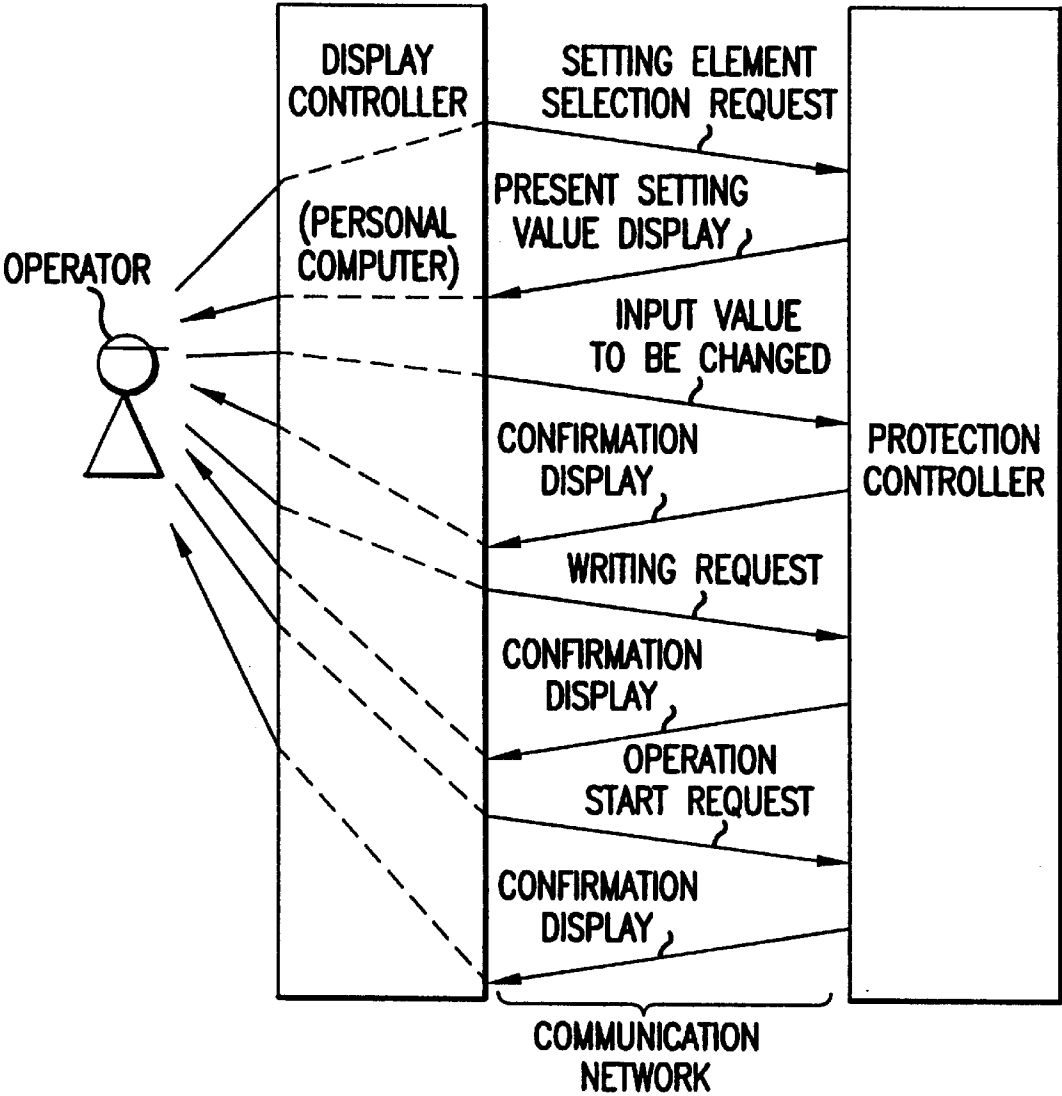 DISPLAY
CONTROLLER
(PERSONAL
COMPUTER)
OPERATOR
SETTING ELEMENT
SELECTION REQUEST
PRESENT SETTING
VALUE DISPLAY
INPUT VALUE
TO BE CHANGED
CONFIRMATION
DISPLAY
WRITING REQUEST
CONFIRMATION
DISPLAY
OPERATION
START REQUEST
CONFIRMATION
DISPLAY
PROTECTION
CONTROLLER
COMMUNICATION
NETWORK